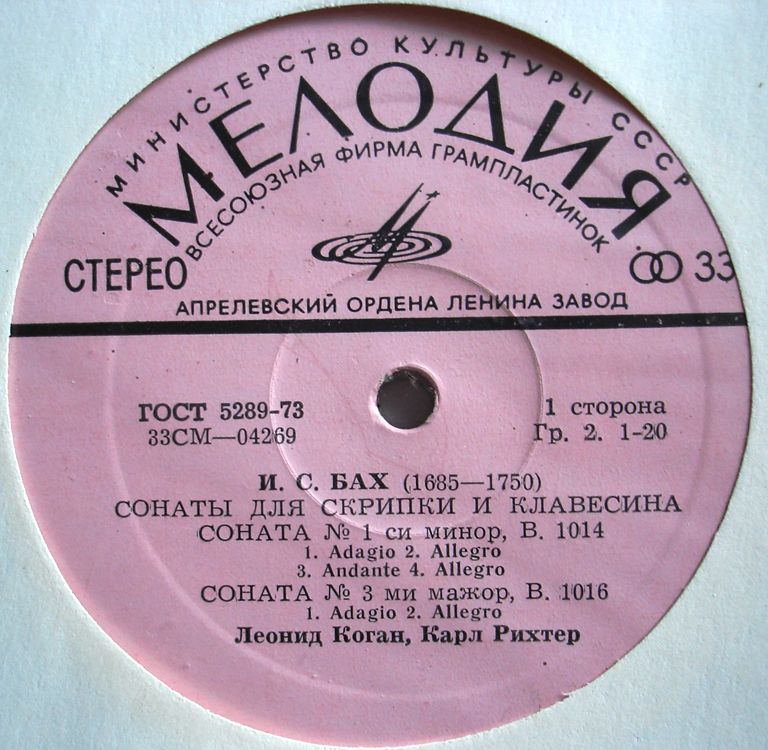 МИНИСТЕРСТВО КУЛЬТУРЫ СССР
МЕЛОДИЯ
ВСЕСОЮЗНАЯ ФИРМА ГРАМПЛАСТИНОК
СТЕРЕО
33
АПРЕЛЕВСКИЙ ОРДЕНА ЛЕНИНА ЗАВОД
ГОСТ 5289-73
1 сторона
33СМ—04269
Гр. 2. 1-20
И. С. БАХ (1685—1750)
СОНАТЫ ДЛЯ СКРИПКИ И КЛАВЕСИНА
СОНАТА № 1 си минор, В. 1014
1. Adagio 2. Allegro
3. Andante 4. Allegro
СОНАТА № 3 ми мажор, В. 1016
1. Adagio 2. Allegro
Леонид Коган, Карл Рихтер